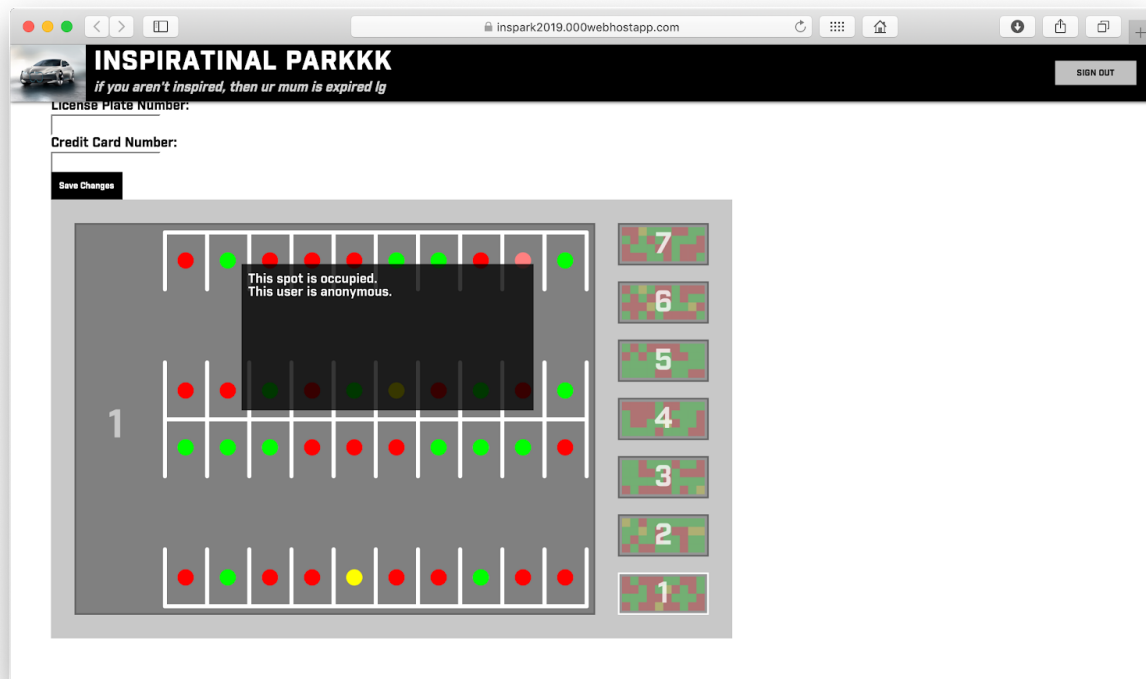 inspark2019.000webhostapp.com
INSPIRATINAL PARKKK
if you aren't inspired, then ur mum is expired lg
SIGN OUT
License Plate Number:
Credit Card Number:
Save Changes
This spot is occupied.
This user is anonymous.
1
7
6
5
4
3
2
1